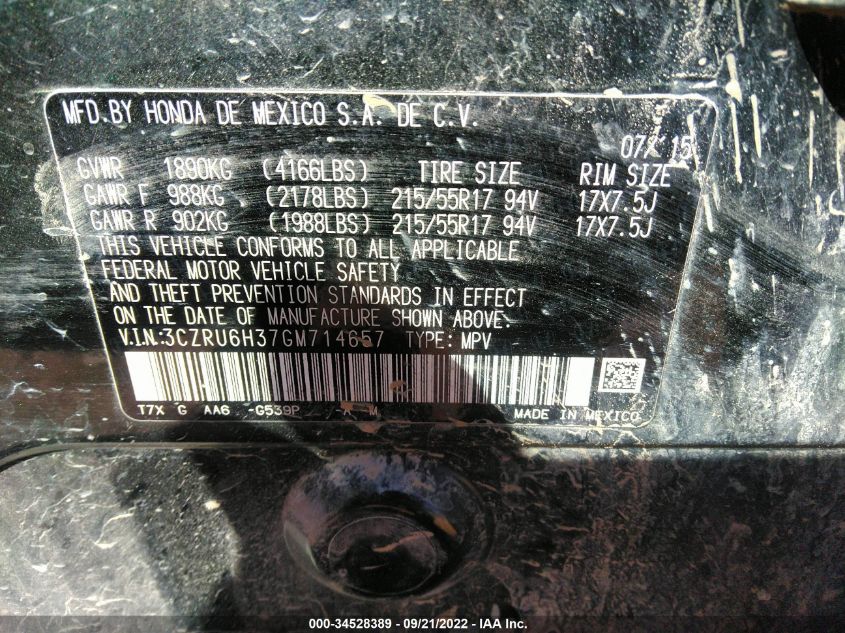 MFD.BY HONDA DE MEXICO S.A. DE C.V.
07/ 15
GVWR 1890KG (4166LBS) TIRE SIZE RIM SIZE
GAWR F 988KG (2178LBS) 215/55R17 94V 17X7.5J
GAWR R 902KG (1988LBS) 215/55R17 94V 17X7.5J
THIS VEHICLE CONFORMS TO ALL APPLICABLE
FEDERAL MOTOR VEHICLE SAFETY
AND THEFT PREVENTION STANDARDS IN EFFECT
ON THE DATE OF MANUFACTURE SHOWN ABOVE.
V.I.N:3CZRU6H37GM714657 TYPE: MPV
T7X G AA6 -G539P A M MADE IN MEXICO
000-34528389 - 09/21/2022 - IAA Inc.